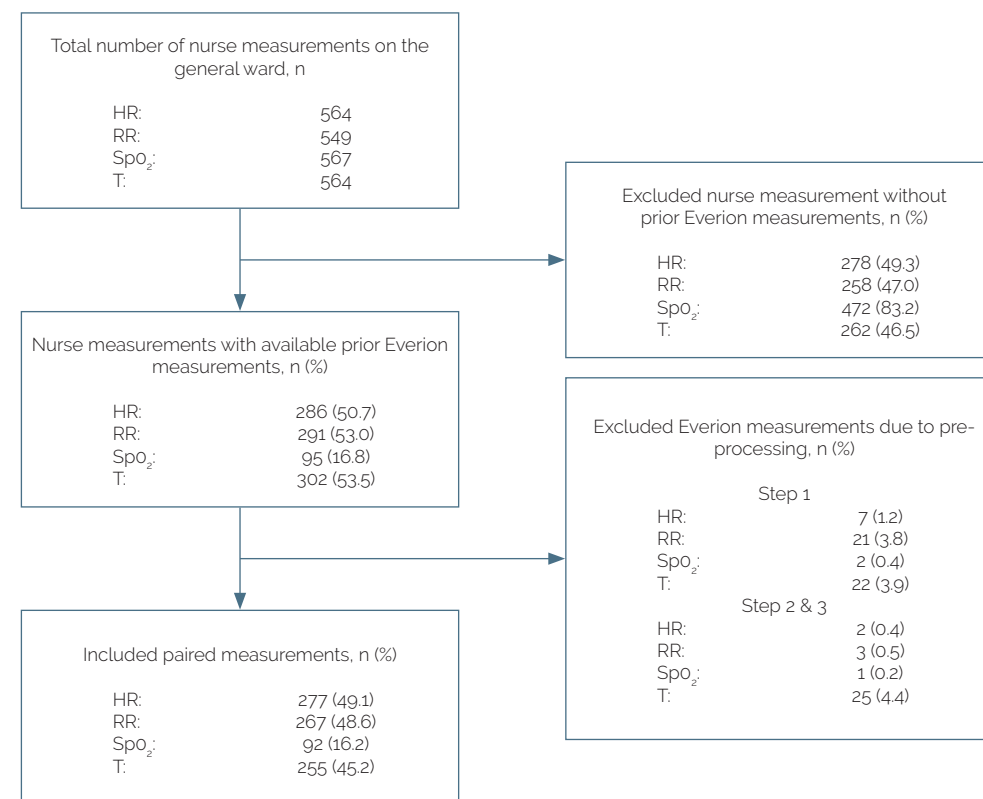 Total number of nurse measurements on the
general ward, n
HR: 564
RR: 549
SpO₂: 567
T: 564
Excluded nurse measurement without
prior Everion measurements, n (%)
HR: 278 (49.3)
RR: 258 (47.0)
SpO₂: 472 (83.2)
T: 262 (46.5)
Nurse measurements with available prior Everion
measurements, n (%)
HR: 286 (50.7)
RR: 291 (53.0)
SpO₂: 95 (16.8)
T: 302 (53.5)
Excluded Everion measurements due to pre-
processing, n (%)
Step 1
HR: 7 (1.2)
RR: 21 (3.8)
SpO₂: 2 (0.4)
T: 22 (3.9)
Step 2 & 3
HR: 2 (0.4)
RR: 3 (0.5)
SpO₂: 1 (0.2)
T: 25 (4.4)
Included paired measurements, n (%)
HR: 277 (49.1)
RR: 267 (48.6)
SpO₂: 92 (16.2)
T: 255 (45.2)